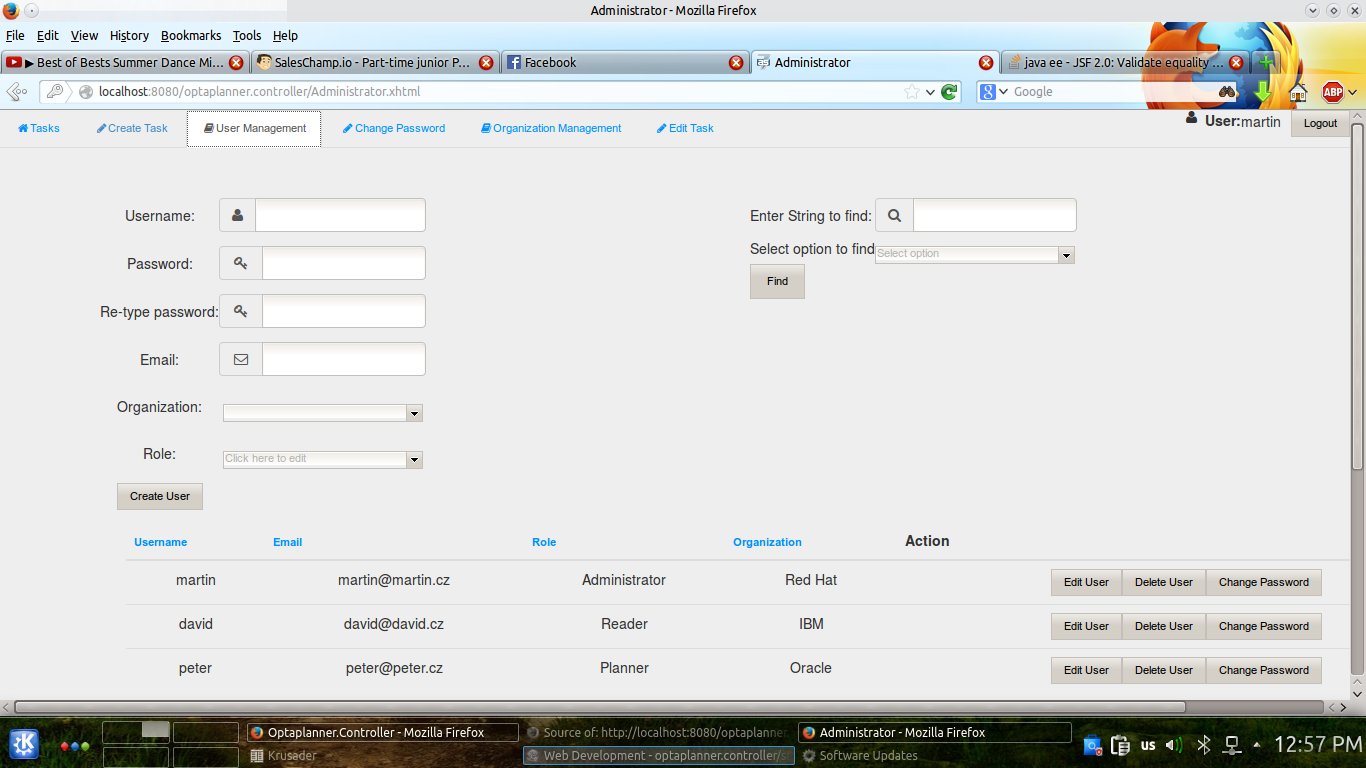 Administrator - Mozilla Firefox
File Edit View History Bookmarks Tools Help
▶ Best of Bests Summer Dance Mi... SalesChamp.io - Part-time junior P... Facebook Administrator java ee - JSF 2.0: Validate equality ...
localhost:8080/optaplanner.controller/Administrator.xhtml Google ABP
Tasks Create Task User Management Change Password Organization Management Edit Task User:martin Logout
Username: Enter String to find:
Select option to find Select option
Password: Find
Re-type password:
Email:
Organization:
Role: Click here to edit
Create User
Username Email Role Organization Action
martin martin@martin.cz Administrator Red Hat Edit User Delete User Change Password
david david@david.cz Reader IBM Edit User Delete User Change Password
peter peter@peter.cz Planner Oracle Edit User Delete User Change Password
Optaplanner.Controller - Mozilla Firefox Source of: http://localhost:8080/optaplanner Administrator - Mozilla Firefox
us 12:57 PM
Krusader Web Development - optaplanner.controller/ Software Updates